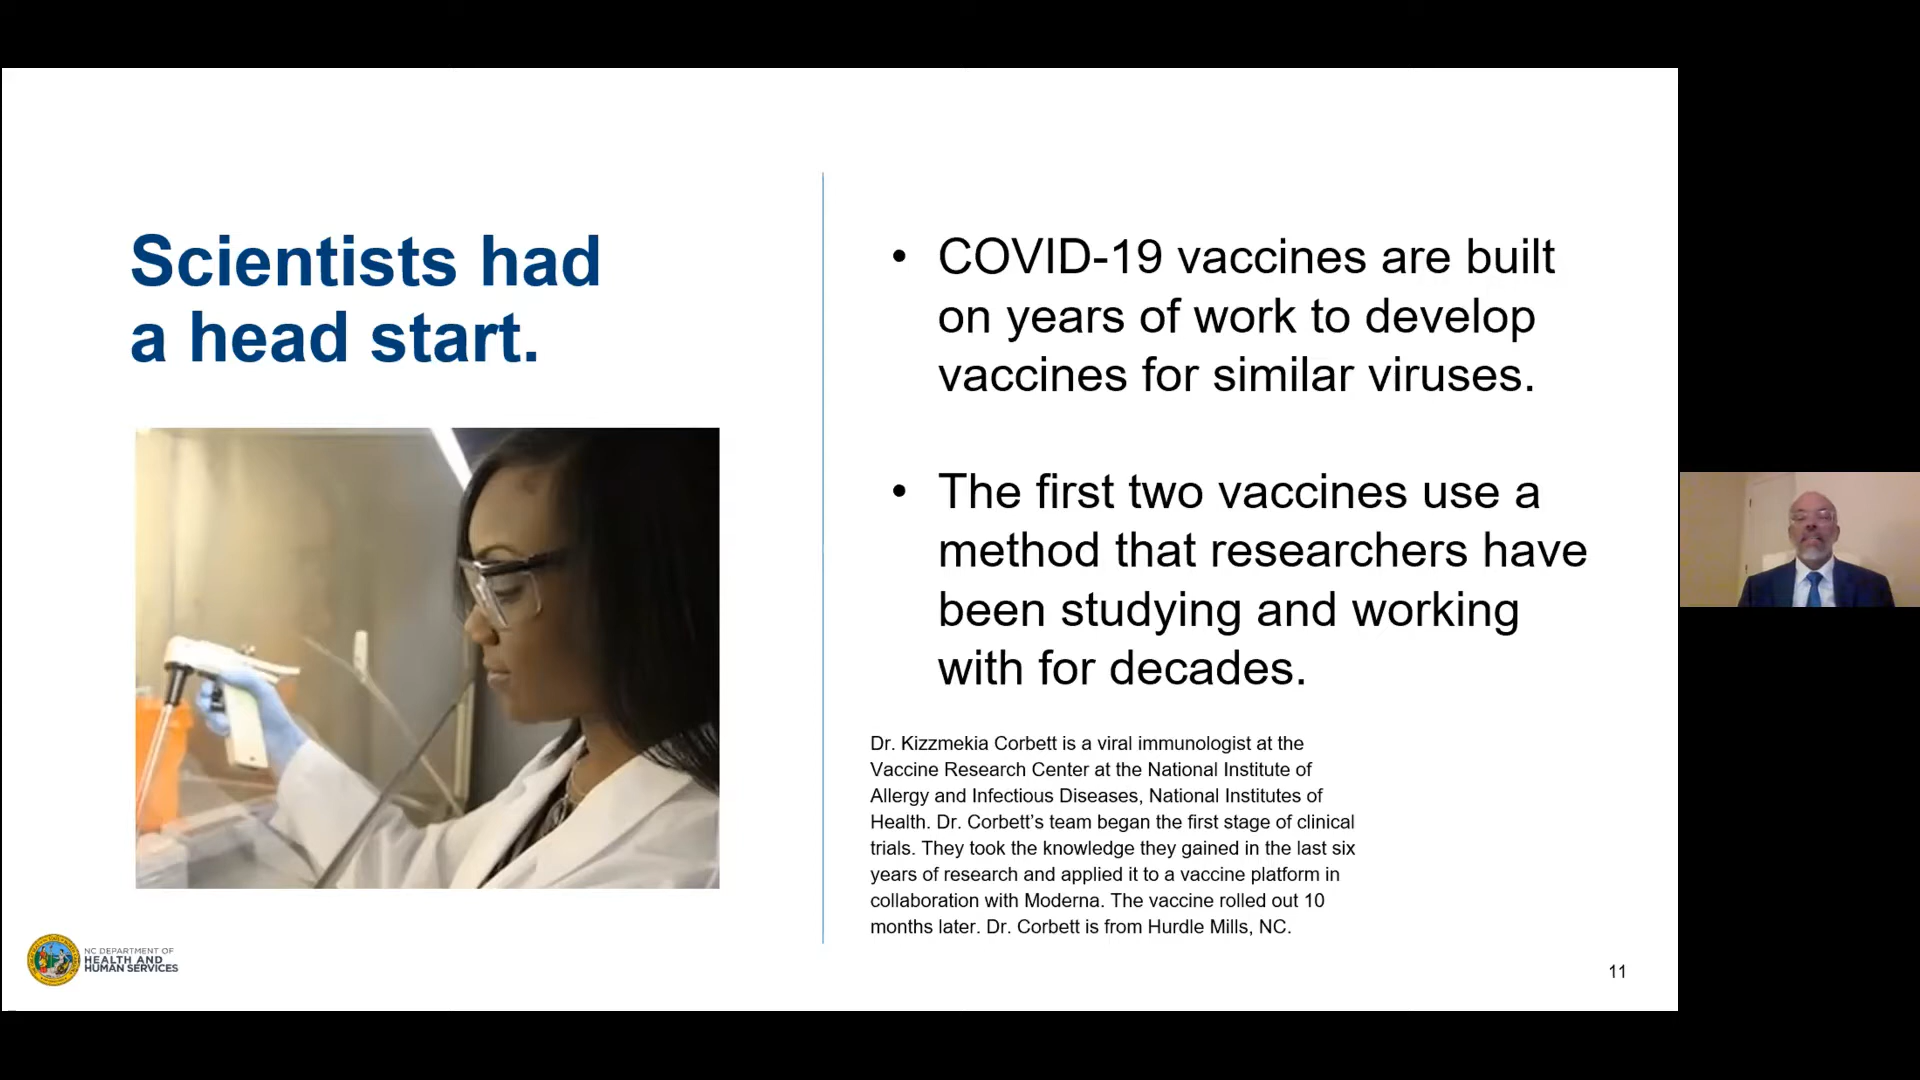 Scientists had
a head start.
• COVID-19 vaccines are built
on years of work to develop
vaccines for similar viruses.
• The first two vaccines use a
method that researchers have
been studying and working
with for decades.
Dr. Kizzmekia Corbett is a viral immunologist at the
Vaccine Research Center at the National Institute of
Allergy and Infectious Diseases, National Institutes of
Health. Dr. Corbett’s team began the first stage of clinical
trials. They took the knowledge they gained in the last six
years of research and applied it to a vaccine platform in
collaboration with Moderna. The vaccine rolled out 10
months later. Dr. Corbett is from Hurdle Mills, NC.
NC DEPARTMENT OF
HEALTH AND
HUMAN SERVICES
11